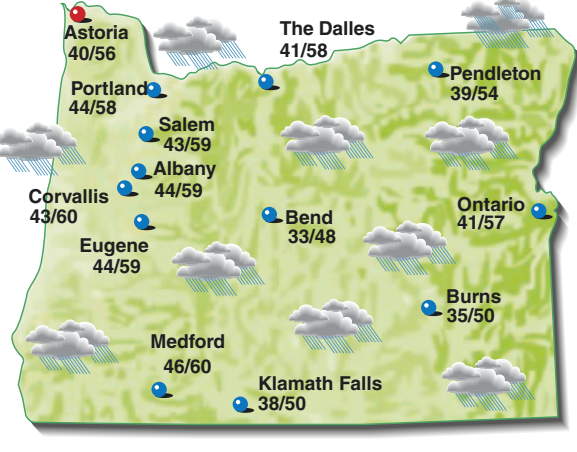 Astoria
40/56
The Dalles
41/58
Pendleton
39/54
Portland
44/58
Salem
43/59
Albany
44/59
Corvallis
43/60
Eugene
44/59
Bend
33/48
Ontario
41/57
Burns
35/50
Medford
46/60
Klamath Falls
38/50